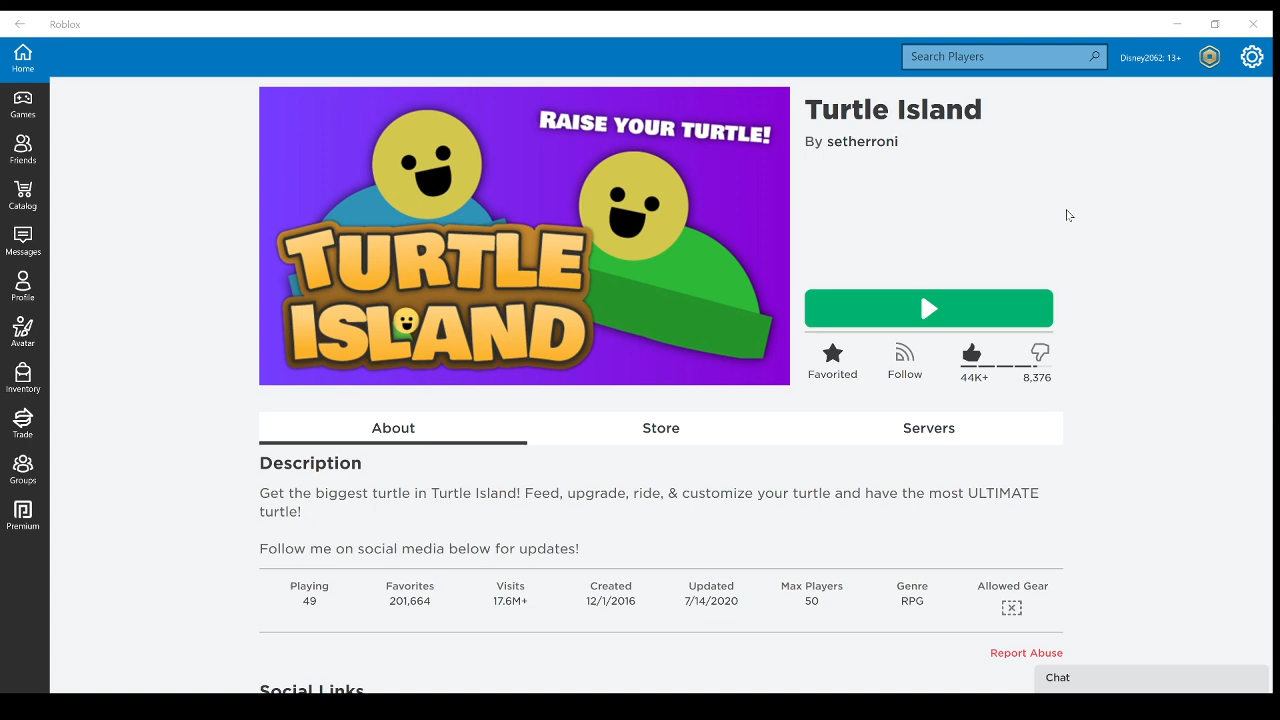 Roblox
Home
Search Players
Disney2062: 13+
Games
Friends
Catalog
Messages
Profile
Avatar
Inventory
Trade
Groups
Premium
RAISE YOUR TURTLE!
TURTLE
ISLAND
Turtle Island
By setherroni
Favorited
Follow
44K+
8,376
About
Store
Servers
Description
Get the biggest turtle in Turtle Island! Feed, upgrade, ride, & customize your turtle and have the most ULTIMATE
turtle!
Follow me on social media below for updates!
Playing Favorites Visits Created Updated Max Players Genre Allowed Gear
49 201,664 17.6M+ 12/1/2016 7/14/2020 50 RPG
Report Abuse
Social Links
Chat